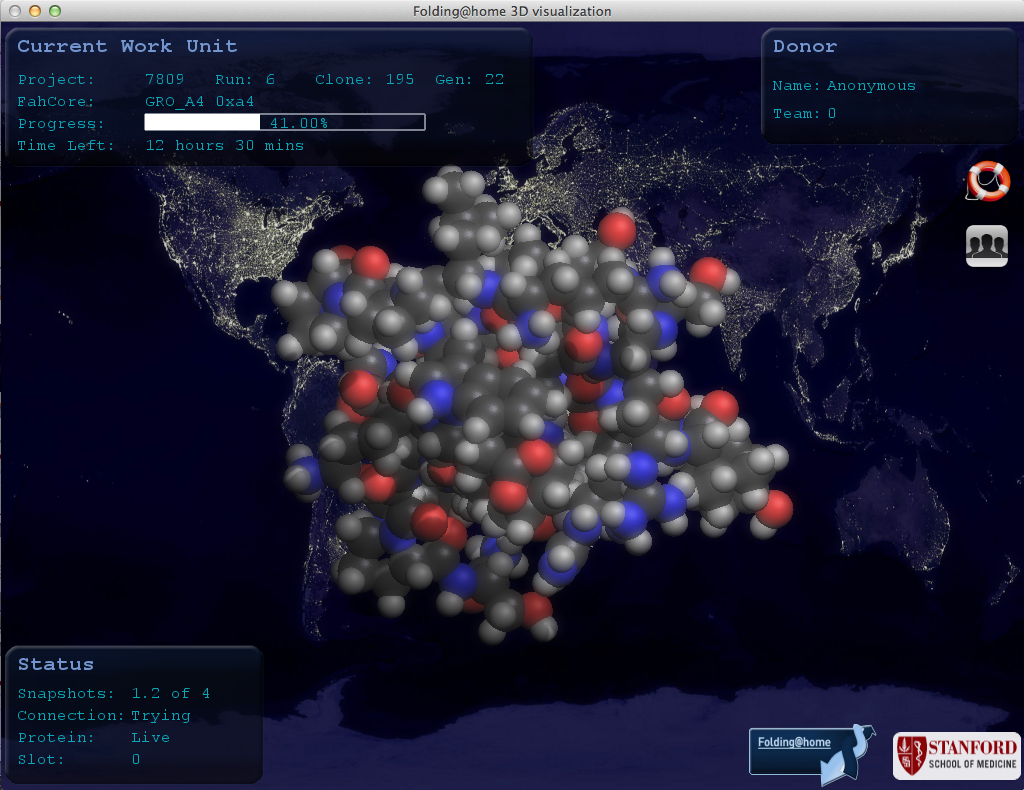 Folding@home 3D visualization
Current Work Unit
Project: 7809 Run: 6 Clone: 195 Gen: 22
FahCore: GRO_A4 0xa4
Progress: 41.00%
Time Left: 12 hours 30 mins
Donor
Name: Anonymous
Team: 0
Status
Snapshots: 1.2 of 4
Connection: Trying
Protein: Live
Slot: 0
Folding@home
STANFORD
SCHOOL OF MEDICINE